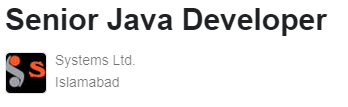 Senior Java Developer
Systems Ltd.
Islamabad